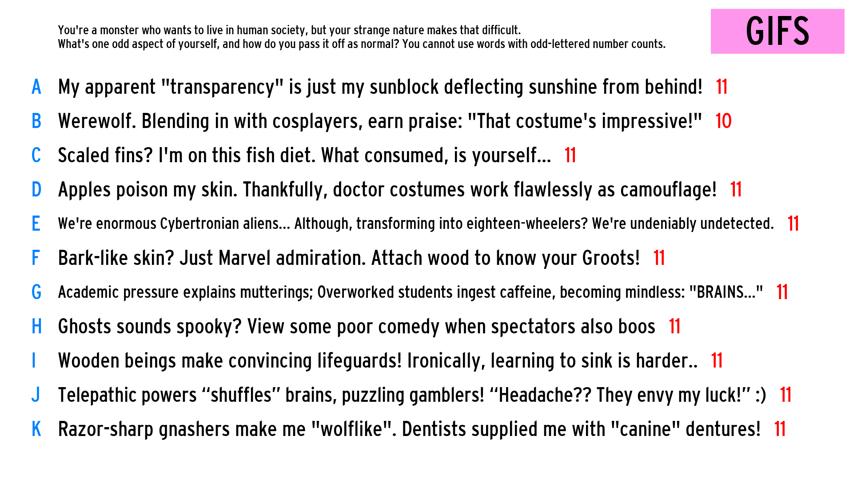 You're a monster who wants to live in human society, but your strange nature makes that difficult.
What's one odd aspect of yourself, and how do you pass it off as normal? You cannot use words with odd-lettered number counts.
GIFS
A My apparent "transparency" is just my sunblock deflecting sunshine from behind! 11
B Werewolf. Blending in with cosplayers, earn praise: "That costume's impressive!" 10
C Scaled fins? I'm on this fish diet. What consumed, is yourself... 11
D Apples poison my skin. Thankfully, doctor costumes work flawlessly as camouflage! 11
E We're enormous Cybertronian aliens... Although, transforming into eighteen-wheelers? We're undeniably undetected. 11
F Bark-like skin? Just Marvel admiration. Attach wood to know your Groots! 11
G Academic pressure explains mutterings; Overworked students ingest caffeine, becoming mindless: "BRAINS..." 11
H Ghosts sounds spooky? View some poor comedy when spectators also boos 11
I Wooden beings make convincing lifeguards! Ironically, learning to sink is harder.. 11
J Telepathic powers “shuffles” brains, puzzling gamblers! “Headache?? They envy my luck!” :) 11
K Razor-sharp gnashers make me "wolflike". Dentists supplied me with "canine" dentures! 11